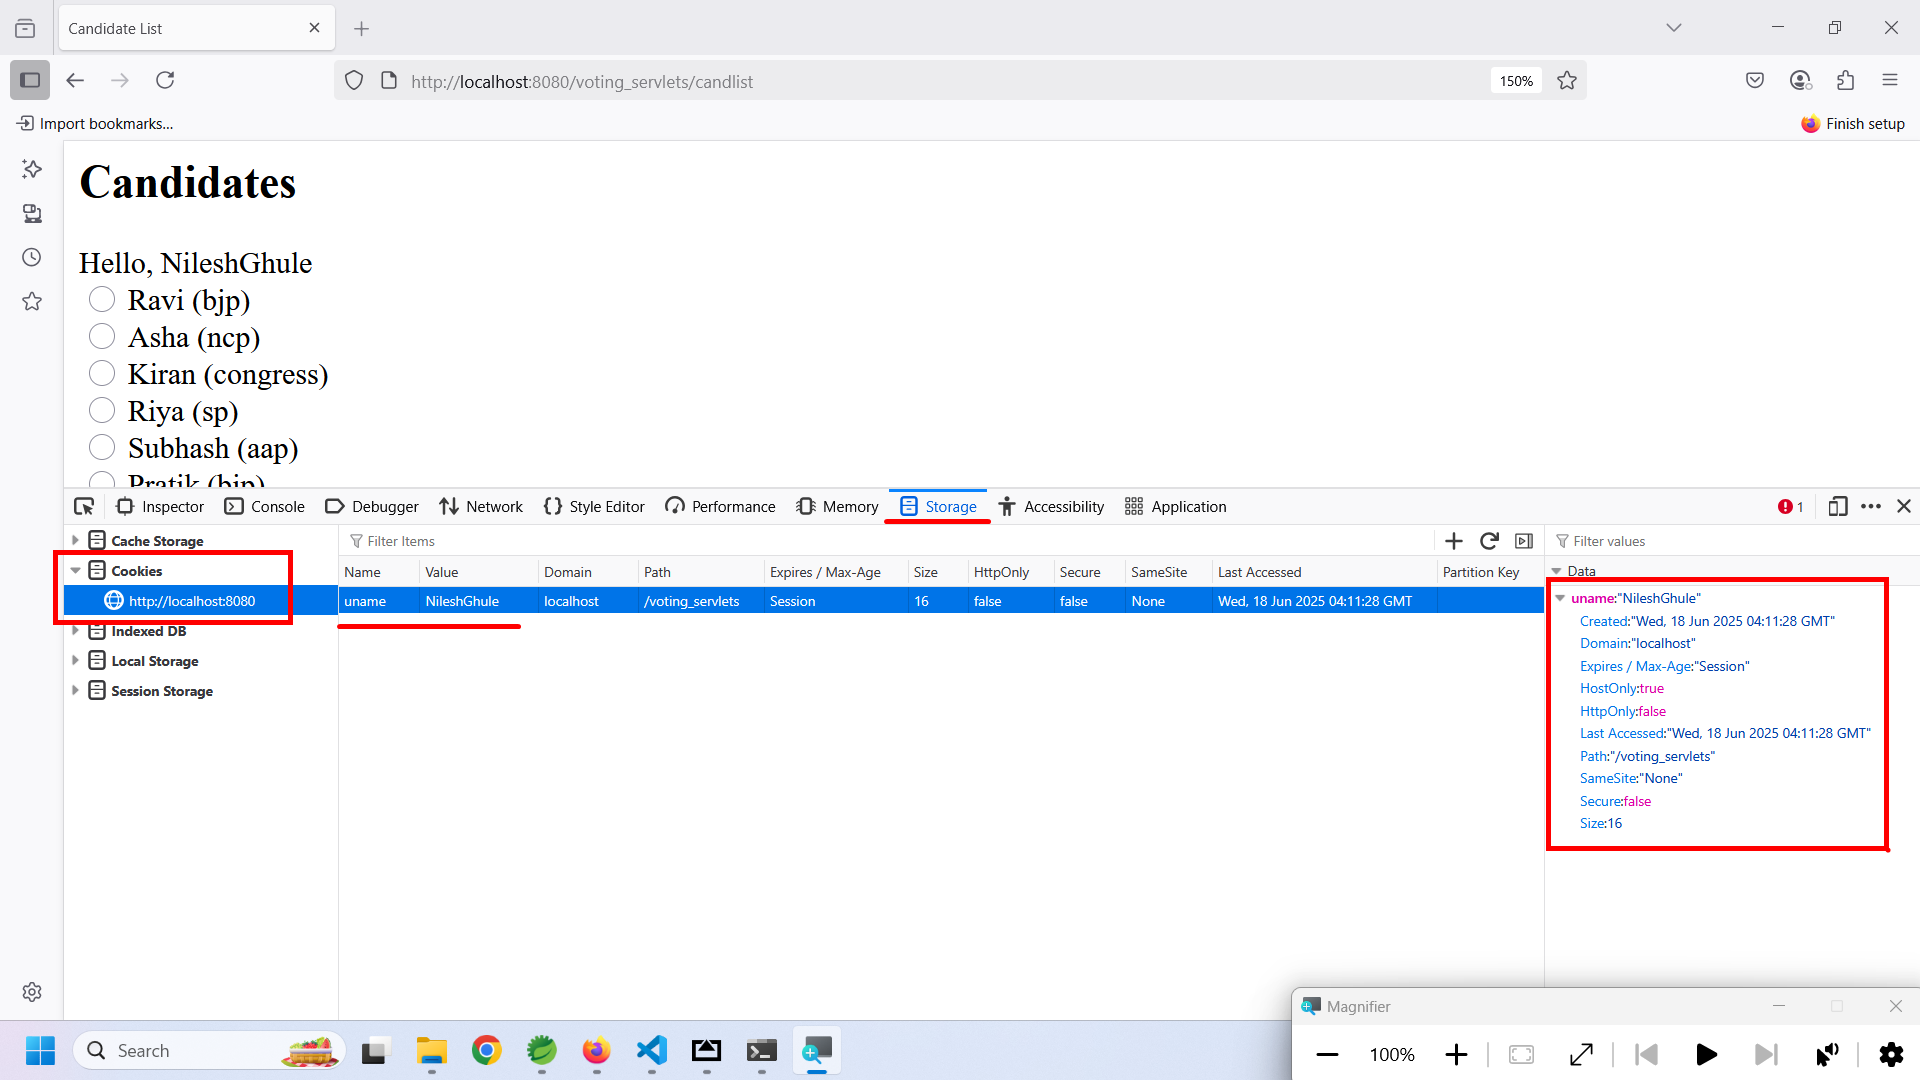 Candidate List
http://localhost:8080/voting_servlets/candlist
150%
Import bookmarks...
Finish setup
Candidates
Hello, NileshGhule
Ravi (bjp)
Asha (ncp)
Kiran (congress)
Riya (sp)
Subhash (aap)
Pratik (bjp)
Inspector Console Debugger Network Style Editor Performance Memory Storage Accessibility Application 1
Cache Storage
Cookies
http://localhost:8080
Indexed DB
Local Storage
Session Storage
Filter Items
Name Value Domain Path Expires / Max-Age Size HttpOnly Secure SameSite Last Accessed Partition Key
uname NileshGhule localhost /voting_servlets Session 16 false false None Wed, 18 Jun 2025 04:11:28 GMT
Filter values
Data
uname:"NileshGhule"
Created:"Wed, 18 Jun 2025 04:11:28 GMT"
Domain:"localhost"
Expires / Max-Age:"Session"
HostOnly:true
HttpOnly:false
Last Accessed:"Wed, 18 Jun 2025 04:11:28 GMT"
Path:"/voting_servlets"
SameSite:"None"
Secure:false
Size:16
Magnifier
100%
Search